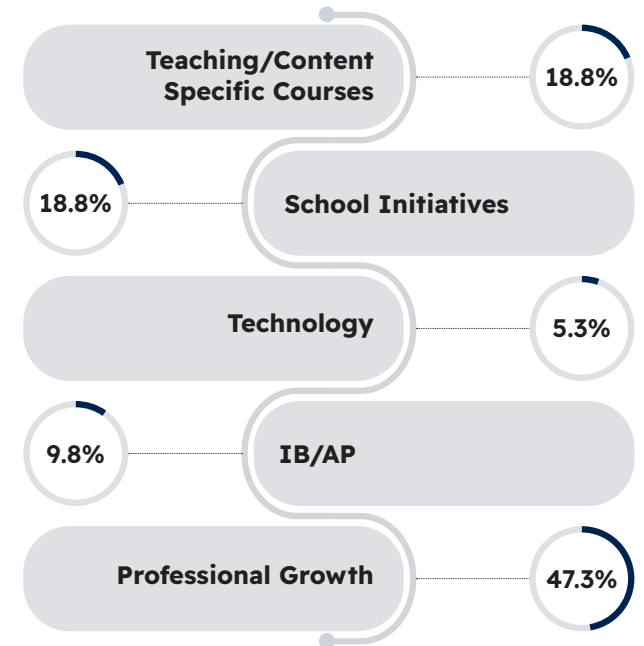 Teaching/Content
Specific Courses
18.8%
18.8%
School Initiatives
Technology
5.3%
9.8%
IB/AP
Professional Growth
47.3%